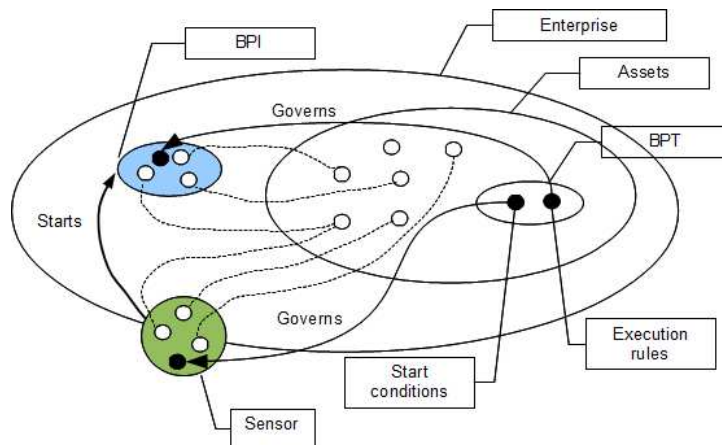 Enterprise
BPI
Assets
Governs
BPT
Starts
Governs
Execution
rules
Start
conditions
Sensor